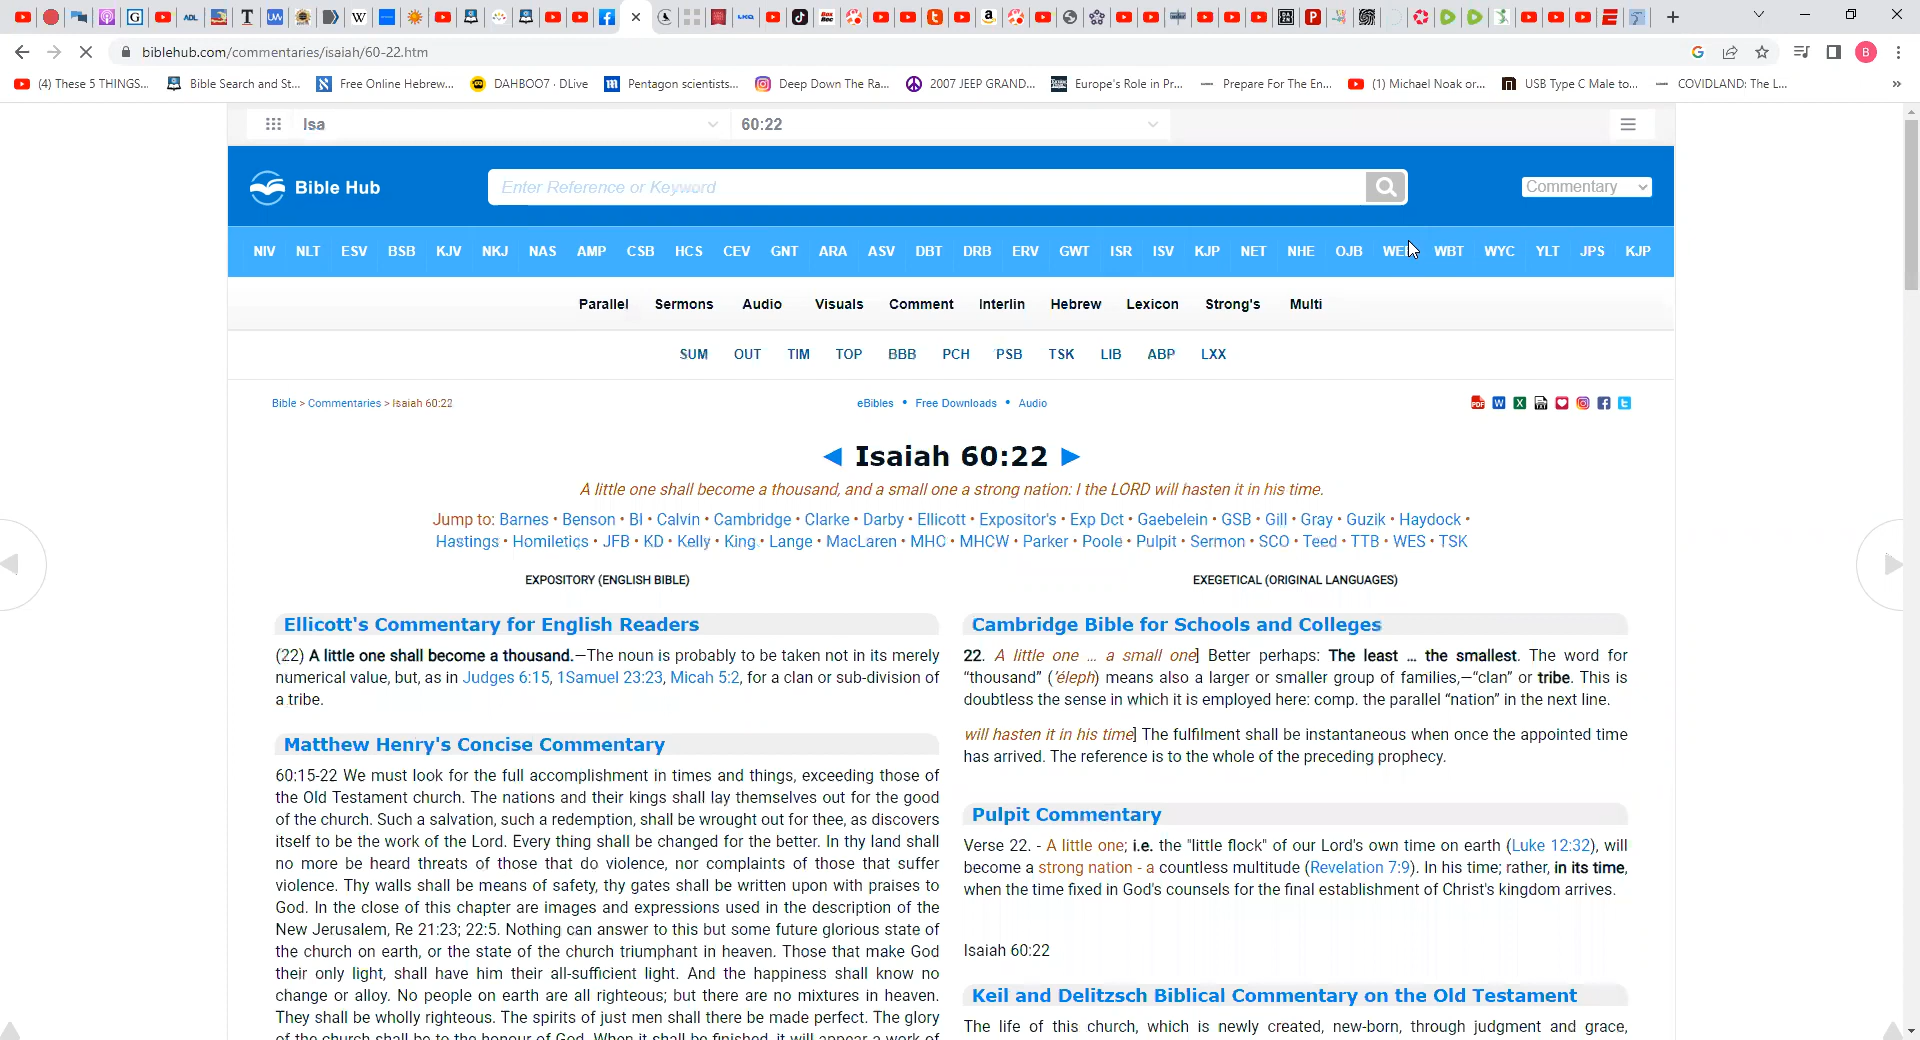 biblehub.com/commentaries/isaiah/60-22.htm
(4) These 5 THINGS...
Bible Search and St...
Free Online Hebrew...
DAHBOO7 · DLive
Pentagon scientists...
Deep Down The Ra...
2007 JEEP GRAND...
Europe's Role in Pr...
Prepare For The En...
(1) Michael Noak or...
USB Type C Male to...
COVIDLAND: The L...
Isa
60:22
Bible Hub
Enter Reference or Keyword
Commentary
NIV NLT ESV BSB KJV NKJ NAS AMP CSB HCS CEV GNT ARA ASV DBT DRB ERV GWT ISR ISV KJP NET NHE OJB WBT WYC YLT JPS KJP
Parallel Sermons Audio Visuals Comment Interlin Hebrew Lexicon Strong's Multi
SUM OUT TIM TOP BBB PCH PSB TSK LIB ABP LXX
Bible > Commentaries > Isaiah 60:22
eBibles • Free Downloads • Audio
◄ Isaiah 60:22 ►
A little one shall become a thousand, and a small one a strong nation: I the LORD will hasten it in his time.
Jump to: Barnes • Benson • BI • Calvin • Cambridge • Clarke • Darby • Ellicott • Expositor's • Exp Dct • Gaebelein • GSB • Gill • Gray • Guzik • Haydock •
Hastings • Homiletics • JFB • KD • Kelly • King • Lange • MacLaren • MHC • MHCW • Parker • Poole • Pulpit • Sermon • SCO • Teed • TTB • WES • TSK
EXPOSITORY (ENGLISH BIBLE)
Ellicott's Commentary for English Readers
(22) A little one shall become a thousand.—The noun is probably to be taken not in its merely
numerical value, but, as in Judges 6:15, 1Samuel 23:23, Micah 5:2, for a clan or sub-division of
a tribe.
Matthew Henry's Concise Commentary
60:15-22 We must look for the full accomplishment in times and things, exceeding those of
the Old Testament church. The nations and their kings shall lay themselves out for the good
of the church. Such a salvation, such a redemption, shall be wrought out for thee, as discovers
itself to be the work of the Lord. Every thing shall be changed for the better. In thy land shall
no more be heard threats of those that do violence, nor complaints of those that suffer
violence. Thy walls shall be means of safety, thy gates shall be written upon with praises to
God. In the close of this chapter are images and expressions used in the description of the
New Jerusalem, Re 21:23; 22:5. Nothing can answer to this but some future glorious state of
the church on earth, or the state of the church triumphant in heaven. Those that make God
their only light, shall have him their all-sufficient light. And the happiness shall know no
change or alloy. No people on earth are all righteous; but there are no mixtures in heaven.
They shall be wholly righteous. The spirits of just men shall there be made perfect. The glory
of the church shall be to the honour of God. When it shall be finished, it will appear a work of
EXEGETICAL (ORIGINAL LANGUAGES)
Cambridge Bible for Schools and Colleges
22. A little one ... a small one] Better perhaps: The least ... the smallest. The word for
“thousand” (’éleph) means also a larger or smaller group of families,—“clan” or tribe. This is
doubtless the sense in which it is employed here: comp. the parallel “nation” in the next line.
will hasten it in his time] The fulfilment shall be instantaneous when once the appointed time
has arrived. The reference is to the whole of the preceding prophecy.
Pulpit Commentary
Verse 22. - A little one; i.e. the "little flock" of our Lord's own time on earth (Luke 12:32), will
become a strong nation - a countless multitude (Revelation 7:9). In his time; rather, in its time,
when the time fixed in God's counsels for the final establishment of Christ's kingdom arrives.
Isaiah 60:22
Keil and Delitzsch Biblical Commentary on the Old Testament
The life of this church, which is newly created, new-born, through judgment and grace,